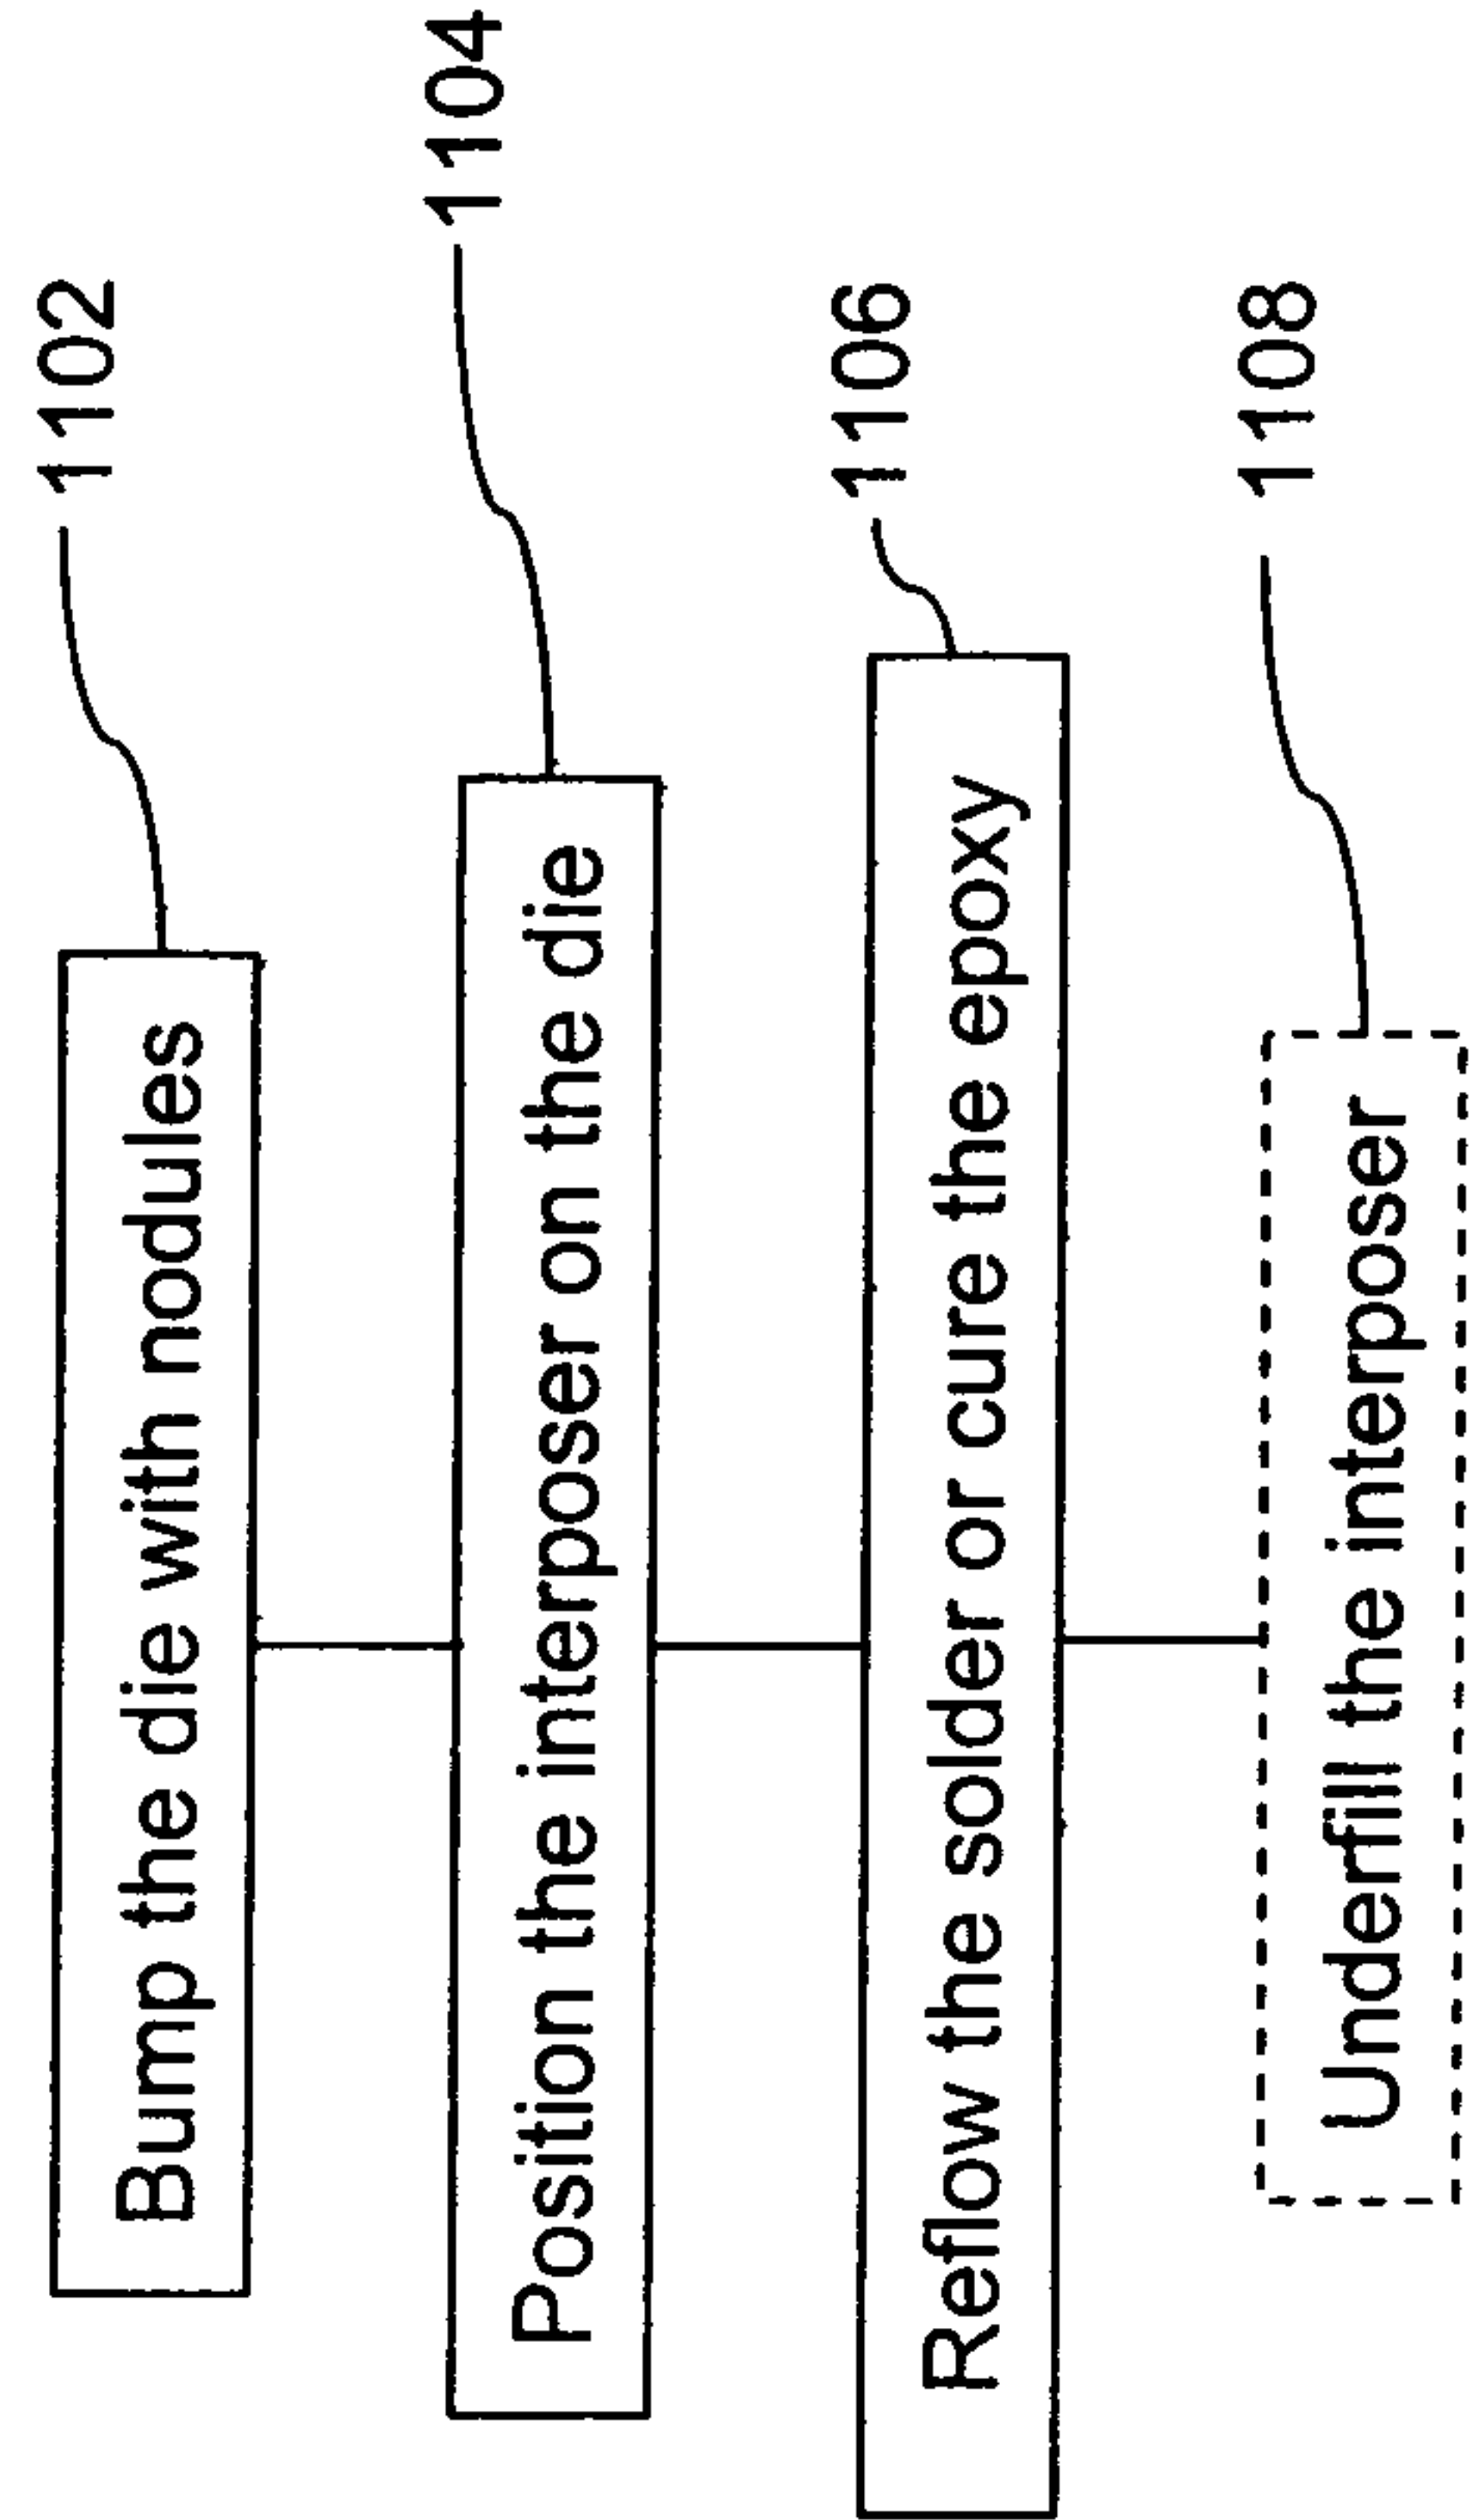 Bump the die with nodules
1102
Position the interposer on the die
1104
Reflow the solder or cure the epoxy
1106
Underfill the interposer
1108